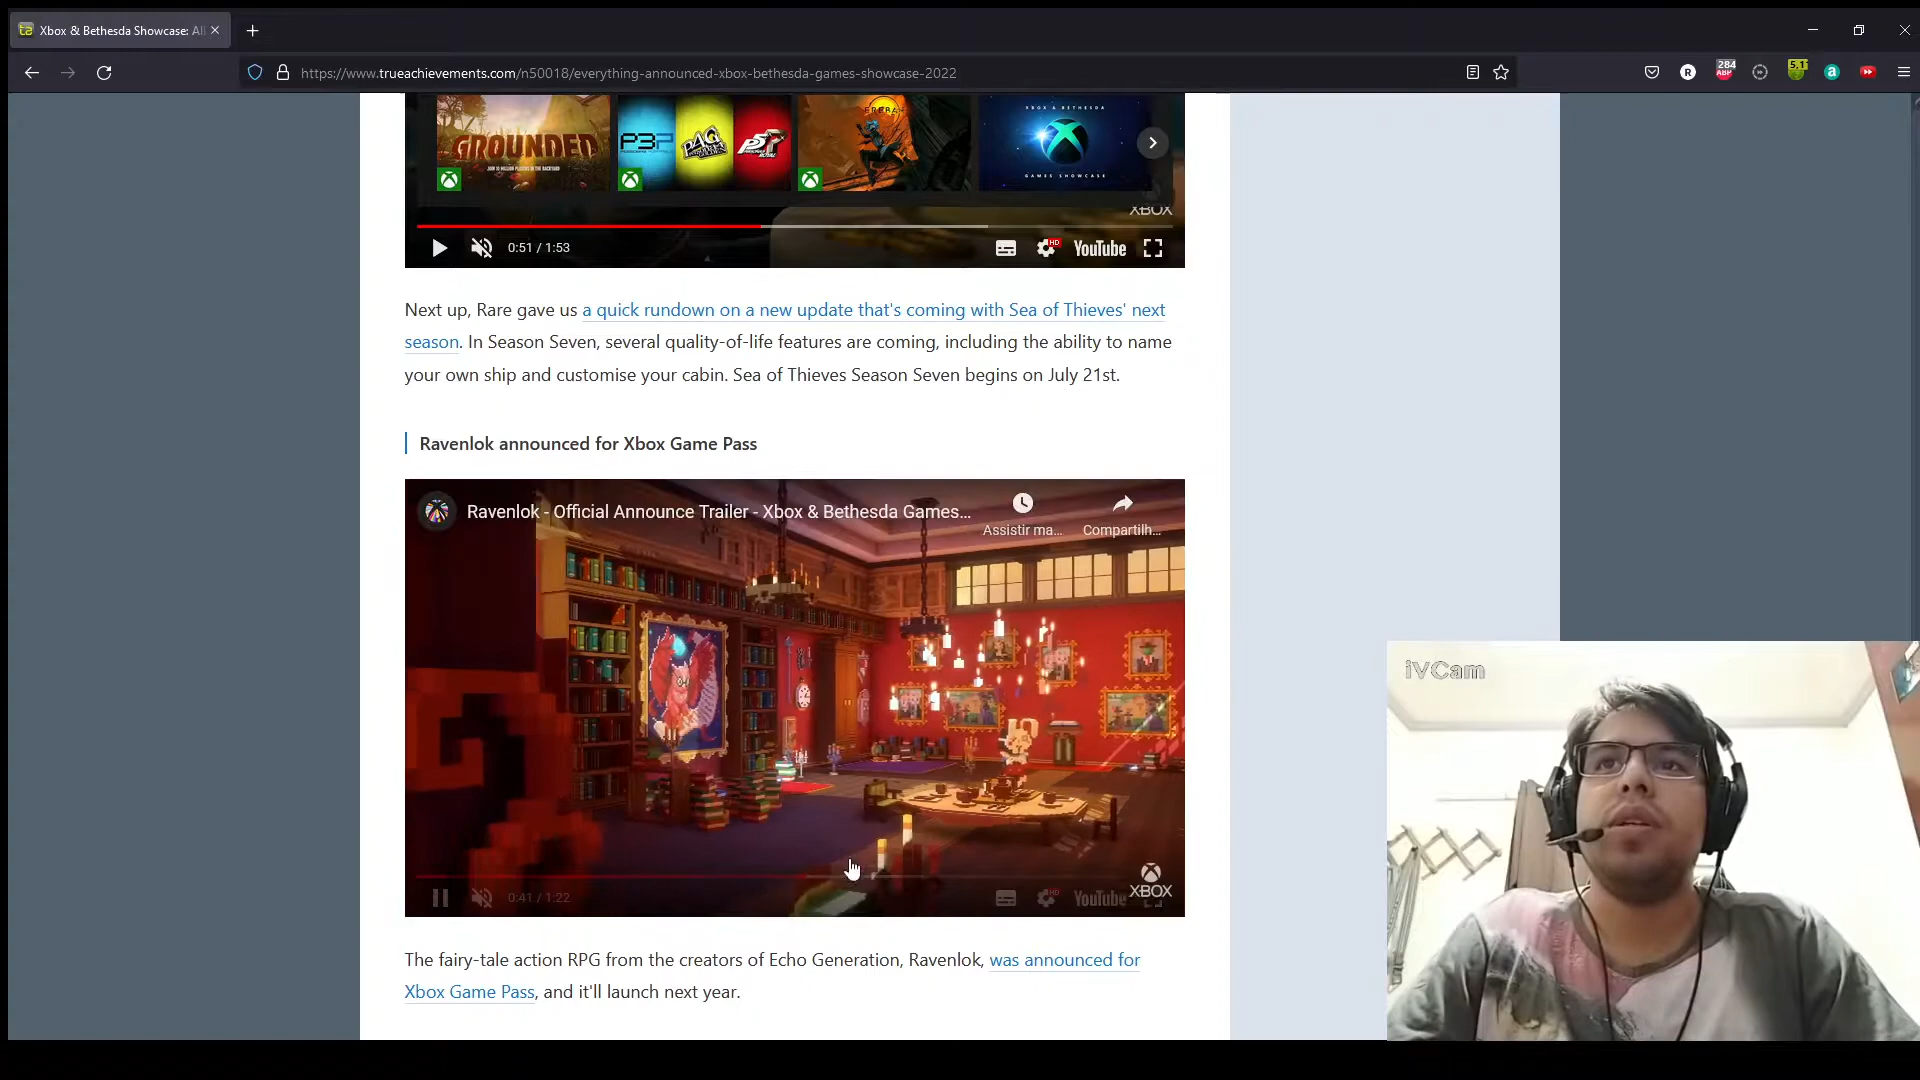 Xbox & Bethesda Showcase: All
https://www.trueachievements.com/n50018/everything-announced-xbox-bethesda-games-showcase-2022
R
284
ABP
5.1
a
GROUNDED
P3P
P4G
P5R
XBOX & BETHESDA
GAMES SHOWCASE
XBOX
0:51 / 1:53
HD
YouTube
Next up, Rare gave us a quick rundown on a new update that's coming with Sea of Thieves' next
season. In Season Seven, several quality-of-life features are coming, including the ability to name
your own ship and customise your cabin. Sea of Thieves Season Seven begins on July 21st.
Ravenlok announced for Xbox Game Pass
Ravenlok - Official Announce Trailer - Xbox & Bethesda Games...
Assistir ma...
Compartilh...
0:41 / 1:22
HD
YouTube
XBOX
The fairy-tale action RPG from the creators of Echo Generation, Ravenlok, was announced for
Xbox Game Pass, and it'll launch next year.
iVCam